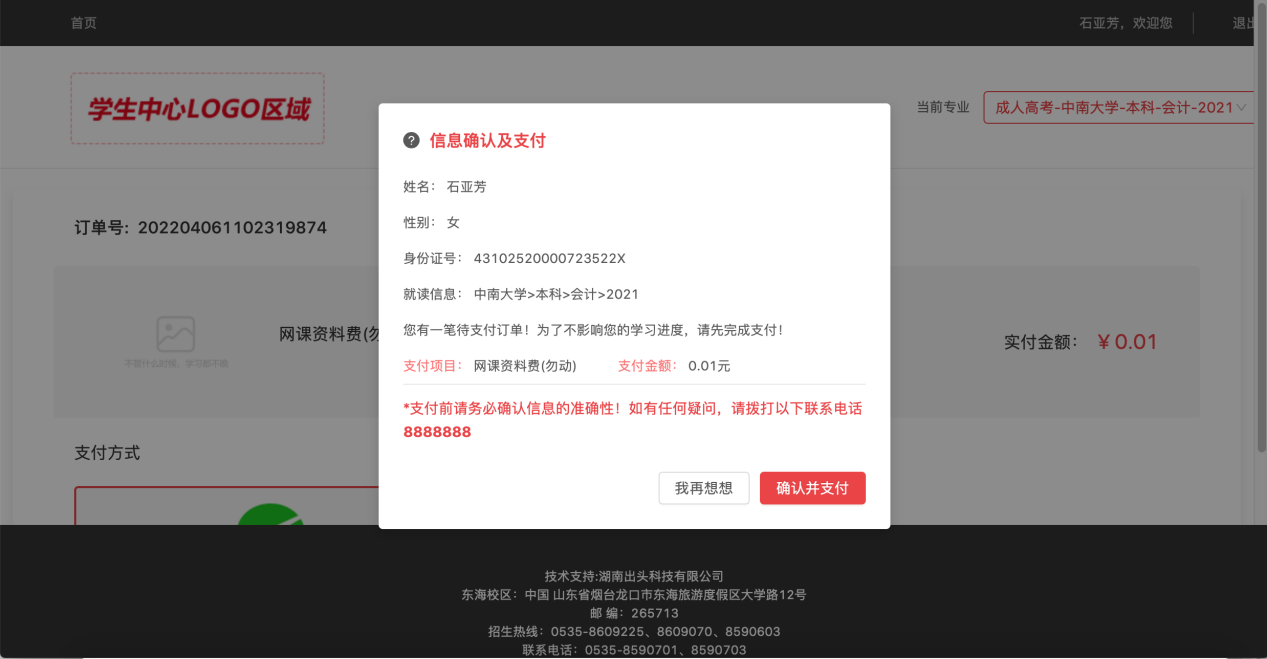 首页
石亚芳，欢迎您
退出
学生中心LOGO区域
当前专业
成人高考-中南大学-本科-会计-2021
信息确认及支付
姓名： 石亚芳
性别： 女
身份证号： 43102520000723522X
就读信息： 中南大学>本科>会计>2021
您有一笔待支付订单！为了不影响您的学习进度，请先完成支付！
支付项目： 网课资料费(勿动) 支付金额： 0.01元
*支付前请务必确认信息的准确性！如有任何疑问，请拨打以下联系电话
8888888
我再想想 确认并支付
订单号：202204061102319874
不管什么时候，学习都不晚
网课资料费(勿
实付金额： ￥0.01
支付方式
技术支持:湖南出头科技有限公司
东海校区：中国 山东省烟台龙口市东海旅游度假区大学路12号
邮 编：265713
招生热线：0535-8609225、8609070、8590603
联系电话：0535-8590701、8590703